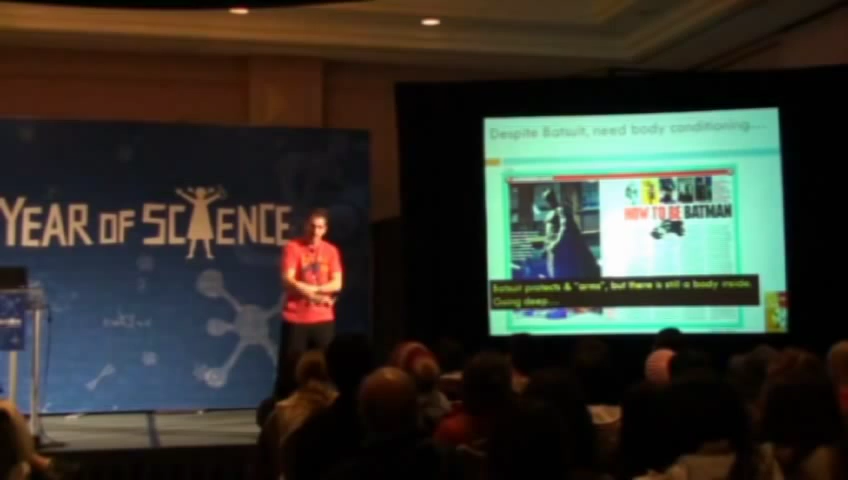 YEAR OF SCIENCE
Despite Batsuit, need body conditioning...
HOW TO BE BATMAN
Batsuit protects & "arms", but there is still a body inside.
Going deep...